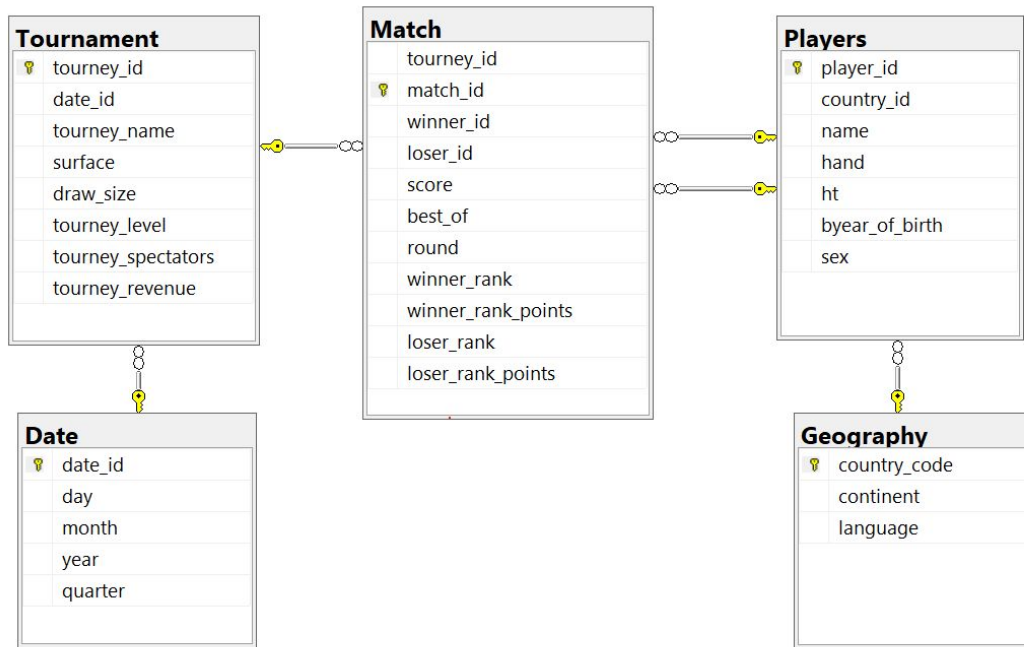 Tournament
tourney_id
date_id
tourney_name
surface
draw_size
tourney_level
tourney_spectators
tourney_revenue
Match
tourney_id
match_id
winner_id
loser_id
score
best_of
round
winner_rank
winner_rank_points
loser_rank
loser_rank_points
Players
player_id
country_id
name
hand
ht
byear_of_birth
sex
Date
date_id
day
month
year
quarter
Geography
country_code
continent
language